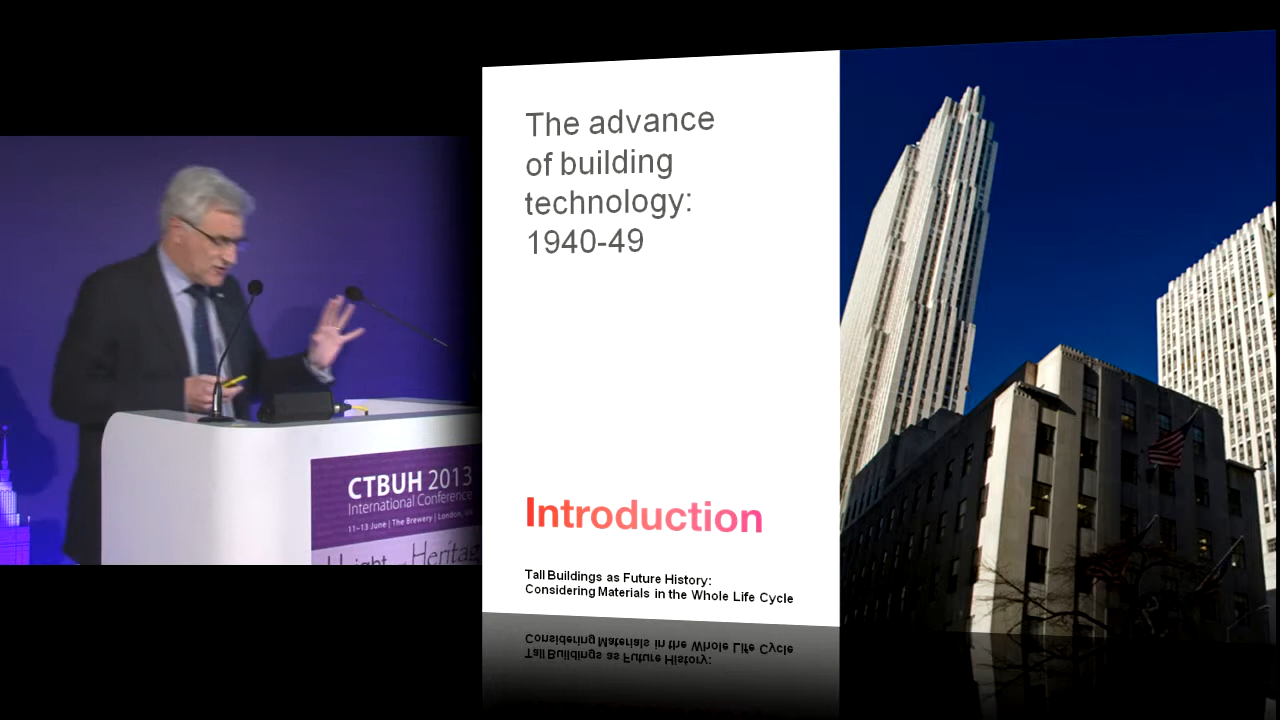 The advance
of building
technology:
1940-49
Introduction
Tall Buildings as Future History:
Considering Materials in the Whole Life Cycle
CTBUH 2013
International Conference
11-13 June | The Brewery | London,
Heritag